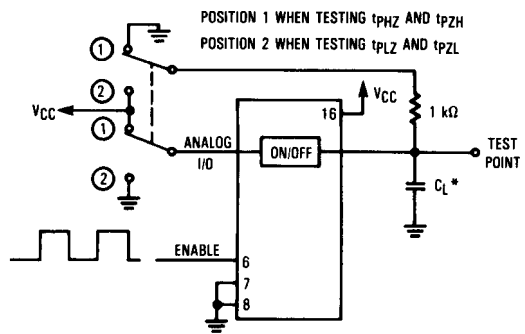 POSITION 1 WHEN TESTING tPHZ AND tPZH
POSITION 2 WHEN TESTING tPLZ AND tPZL
1
2
VCC
1
2
ANALOG
I/O
ON/OFF
16
VCC
1 kΩ
TEST
POINT
CL*
ENABLE
6
7
8